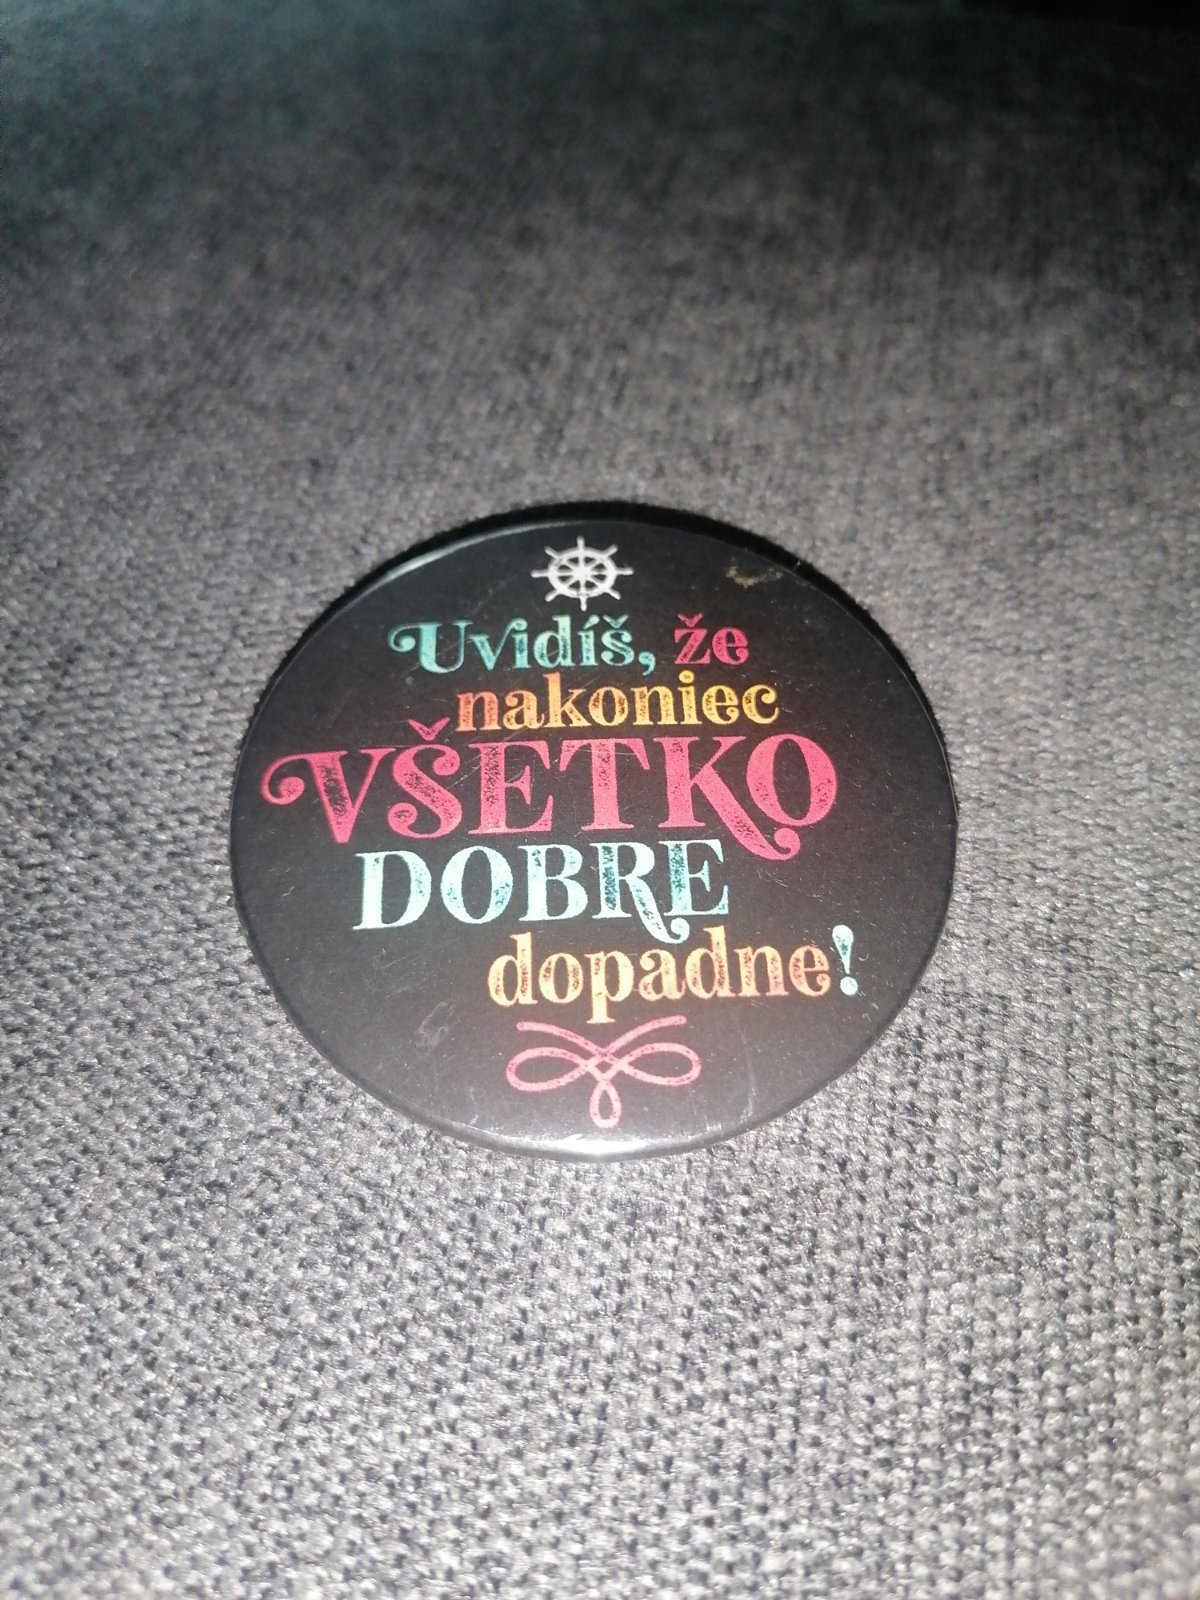 Uvidíš, že
nakoniec
VŠETKO
DOBRE
dopadne!